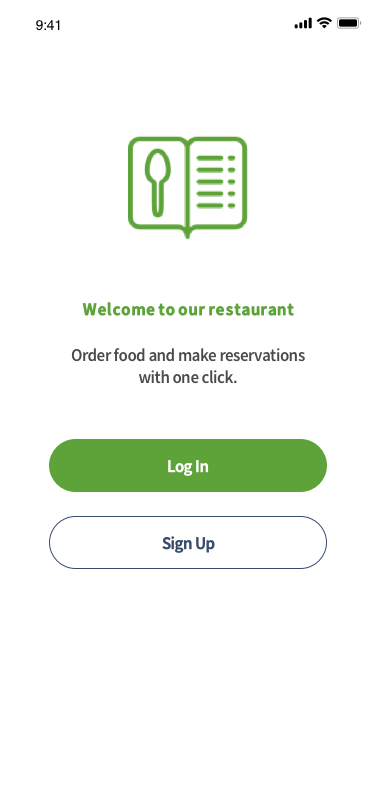 9:41
Welcome to our restaurant
Order food and make reservations
with one click.
Log In
Sign Up